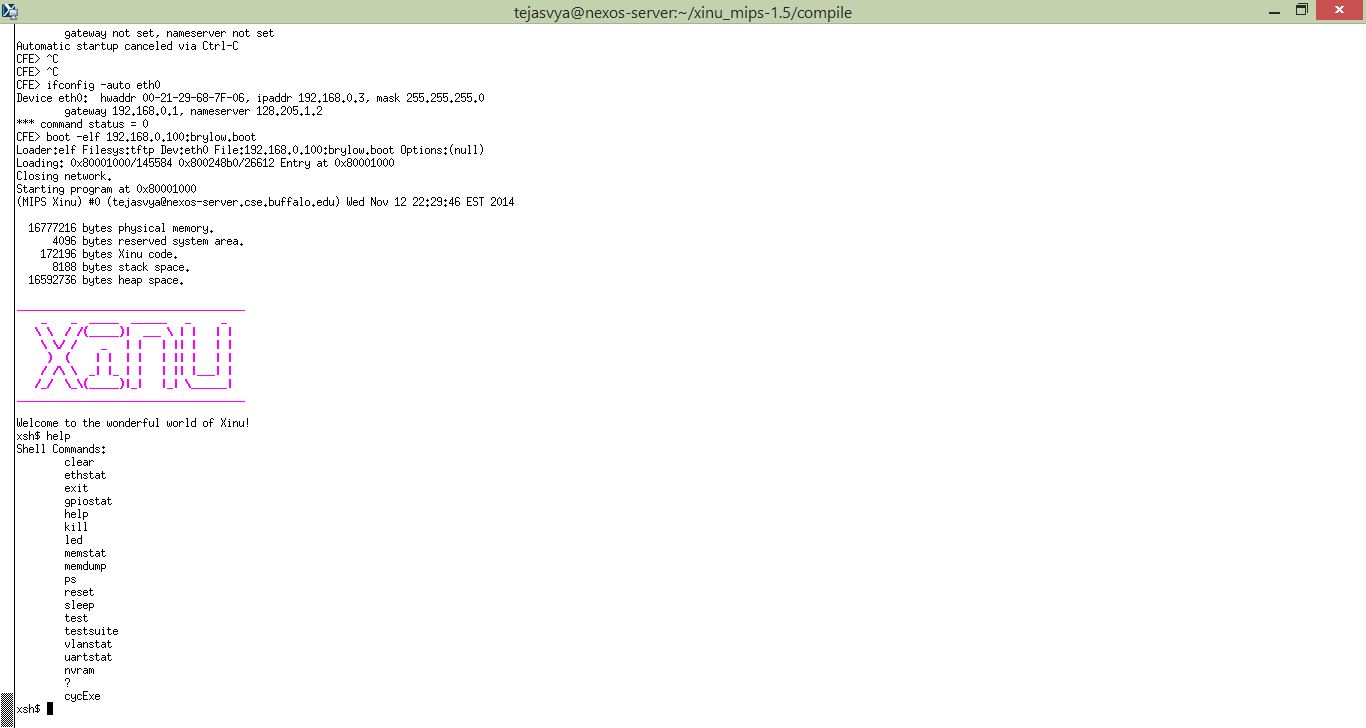 tejasvya@nexos-server:~/xinu_mips-1.5/compile
gateway not set, nameserver not set
Automatic startup canceled via Ctrl-C
CFE> ^C
CFE> ^C
CFE> ifconfig -auto eth0
Device eth0:  hwaddr 00-21-29-68-7F-06, ipaddr 192.168.0.3, mask 255.255.255.0
gateway 192.168.0.1, nameserver 128.205.1.2
*** command status = 0
CFE> boot -elf 192.168.0.100:brylow.boot
Loader:elf Filesys:tftp Dev:eth0 File:192.168.0.100:brylow.boot Options:(null)
Loading: 0x80001000/145584 0x800248b0/26612 Entry at 0x80001000
Closing network.
Starting program at 0x80001000
(MIPS Xinu) #0 (tejasvya@nexos-server.cse.buffalo.edu) Wed Nov 12 22:29:46 EST 2014
16777216 bytes physical memory.
4096 bytes reserved system area.
172196 bytes Xinu code.
8188 bytes stack space.
16592736 bytes heap space.
Xinu
Welcome to the wonderful world of Xinu!
xsh$ help
Shell Commands:
clear
ethstat
exit
gpiostat
help
kill
led
memstat
memdump
ps
reset
sleep
test
testsuite
vlanstat
uartstat
nvram
?
cycExe
xsh$